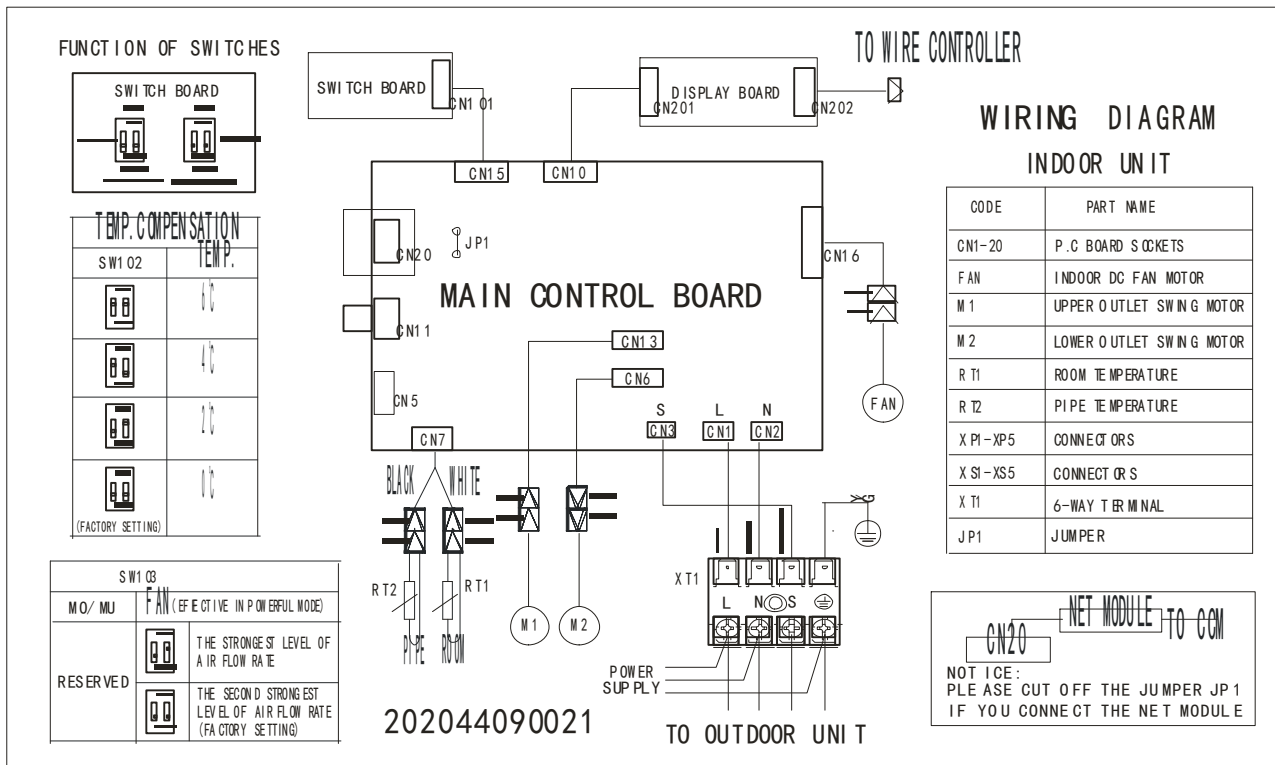 FUNCTION OF SWITCHES
SWITCH BOARD
TEMP. COMPENSATION
SW102
TEMP.
6℃
4℃
2℃
0℃
(FACTORY SETTING)
SW103
MO/MU
FAN (EFFECTIVE IN POWERFUL MODE)
RESERVED
THE STRONGEST LEVEL OF
AIR FLOW RATE
THE SECOND STRONGEST
LEVEL OF AIR FLOW RATE
(FACTORY SETTING)
SWITCH BOARD
CN101
CN201
DISPLAY BOARD
CN202
TO WIRE CONTROLLER
CN15
CN10
CN20
JP1
CN16
MAIN CONTROL BOARD
CN11
CN13
CN6
CN5
S
L
N
CN3
CN1
CN2
CN7
FAN
BLACK
WHITE
RT2
RT1
PIPE
ROOM
M1
M2
Y/G
XT1
L
N
S
POWER
SUPPLY
202044090021
TO OUTDOOR UNIT
WIRING DIAGRAM
INDOOR UNIT
CODE PART NAME
CN1-20 P.C BOARD SOCKETS
FAN INDOOR DC FAN MOTOR
M1 UPPER OUTLET SWING MOTOR
M2 LOWER OUTLET SWING MOTOR
RT1 ROOM TEMPERATURE
RT2 PIPE TEMPERATURE
XP1-XP5 CONNECTORS
XS1-XS5 CONNECTORS
XT1 6-WAY TERMINAL
JP1 JUMPER
CN20
NET MODULE
TO CCM
NOTICE:
PLEASE CUT OFF THE JUMPER JP1
IF YOU CONNECT THE NET MODULE